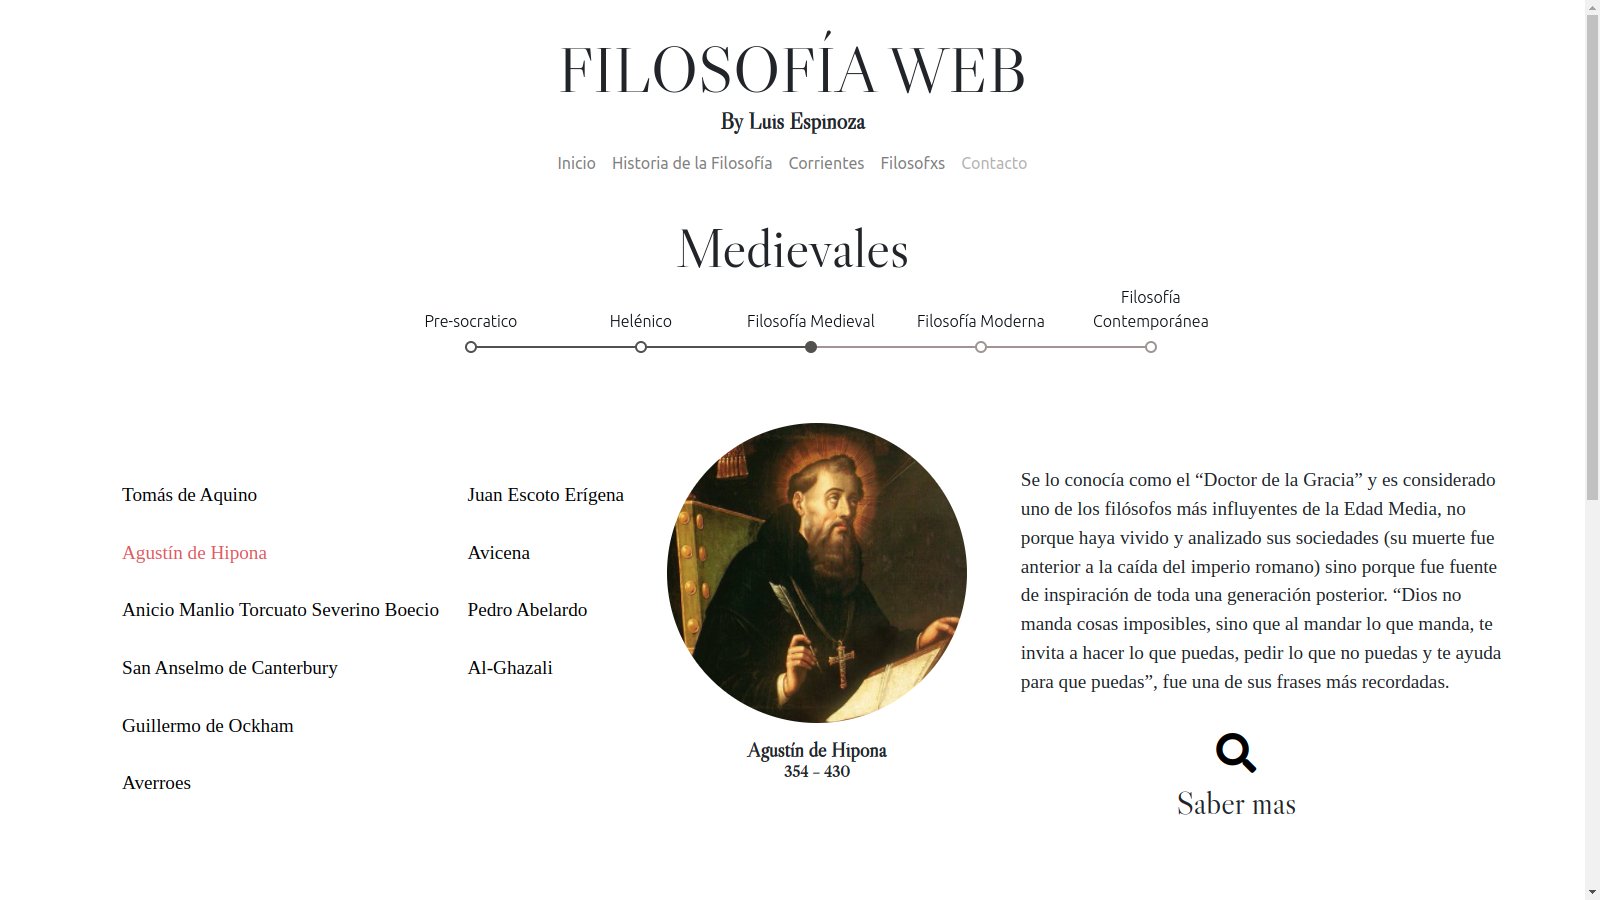 FILOSOFÍA WEB
By Luis Espinoza
Inicio Historia de la Filosofía Corrientes Filosofxs Contacto
Medievales
Pre-socratico
Helénico
Filosofía Medieval
Filosofía Moderna
Filosofía
Contemporánea
Tomás de Aquino
Agustín de Hipona
Anicio Manlio Torcuato Severino Boecio
San Anselmo de Canterbury
Guillermo de Ockham
Averroes
Juan Escoto Erígena
Avicena
Pedro Abelardo
Al-Ghazali
Agustín de Hipona
354 - 430
Se lo conocía como el “Doctor de la Gracia” y es considerado
uno de los filósofos más influyentes de la Edad Media, no
porque haya vivido y analizado sus sociedades (su muerte fue
anterior a la caída del imperio romano) sino porque fue fuente
de inspiración de toda una generación posterior. “Dios no
manda cosas imposibles, sino que al mandar lo que manda, te
invita a hacer lo que puedas, pedir lo que no puedas y te ayuda
para que puedas”, fue una de sus frases más recordadas.
Saber mas